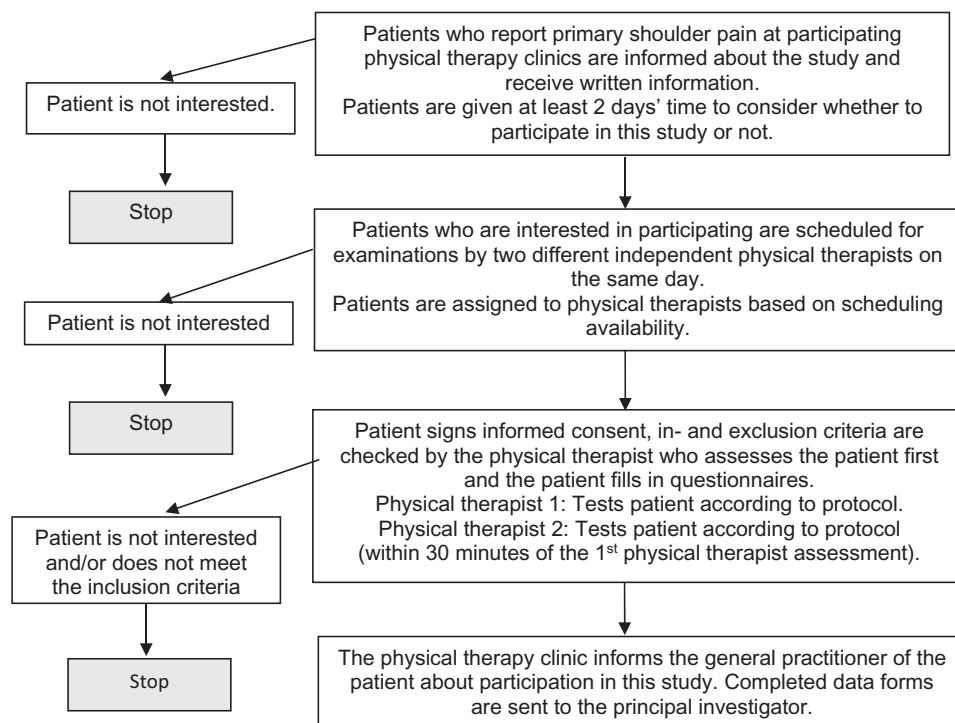 Patients who report primary shoulder pain at participating
physical therapy clinics are informed about the study and
receive written information.
Patients are given at least 2 days’ time to consider whether to
participate in this study or not.
Patient is not interested.
Stop
Patients who are interested in participating are scheduled for
examinations by two different independent physical therapists on
the same day.
Patients are assigned to physical therapists based on scheduling
availability.
Patient is not interested
Stop
Patient signs informed consent, in- and exclusion criteria are
checked by the physical therapist who assesses the patient first
and the patient fills in questionnaires.
Physical therapist 1: Tests patient according to protocol.
Physical therapist 2: Tests patient according to protocol
(within 30 minutes of the 1st physical therapist assessment).
Patient is not interested
and/or does not meet
the inclusion criteria
Stop
The physical therapy clinic informs the general practitioner of the
patient about participation in this study. Completed data forms
are sent to the principal investigator.